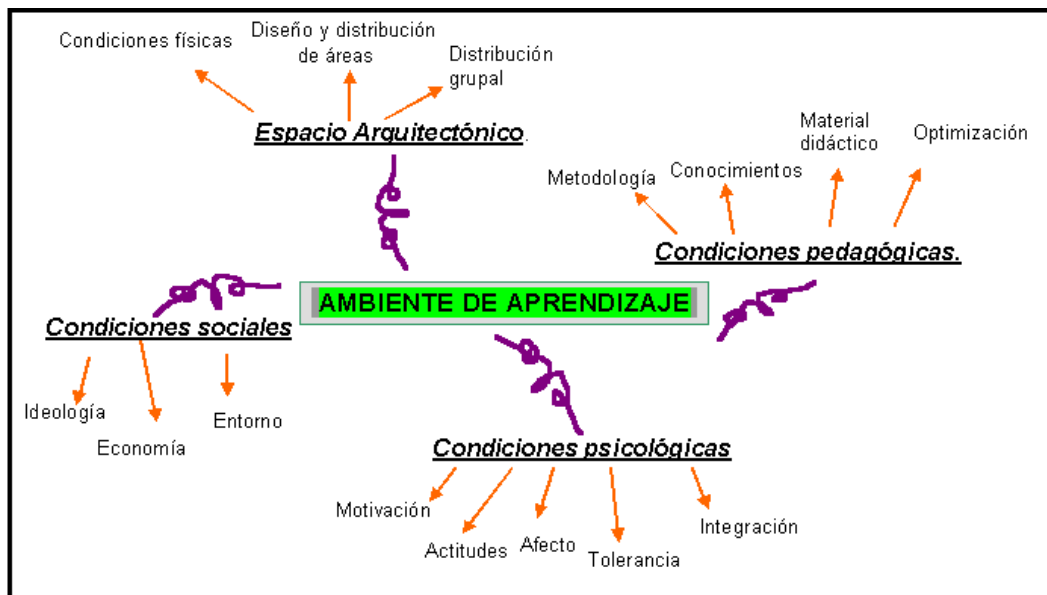 Condiciones físicas
Diseño y distribución
de áreas
Distribución
grupal
Espacio Arquitectónico.
Material
didáctico
Optimización
Metodología
Conocimientos
Condiciones pedagógicas.
AMBIENTE DE APRENDIZAJE
Condiciones sociales
Ideología
Economía
Entorno
Condiciones psicológicas
Motivación
Actitudes
Afecto
Tolerancia
Integración